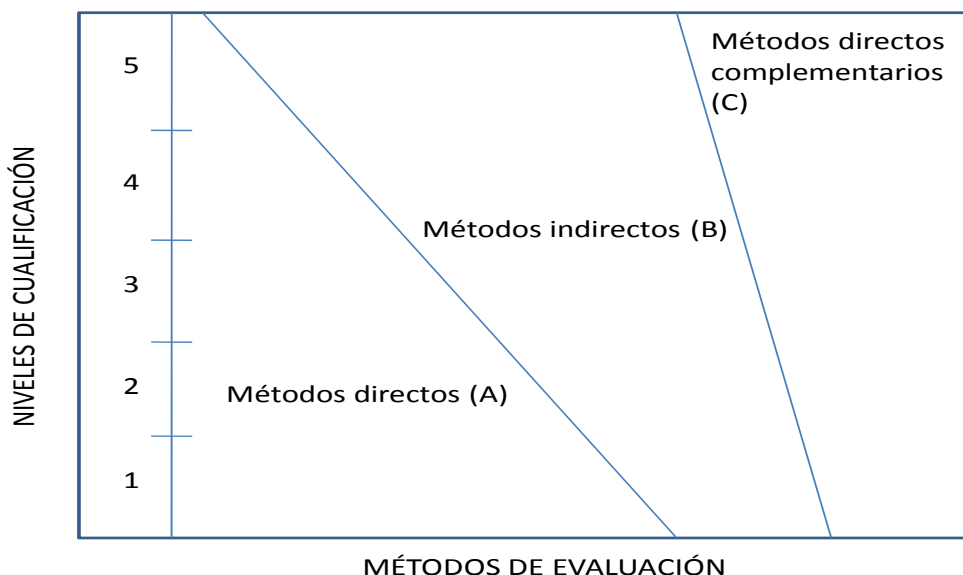 NIVELES DE CUALIFICACIÓN
5
4
3
2
1
Métodos directos
complementarios
(C)
Métodos indirectos (B)
Métodos directos (A)
MÉTODOS DE EVALUACIÓN